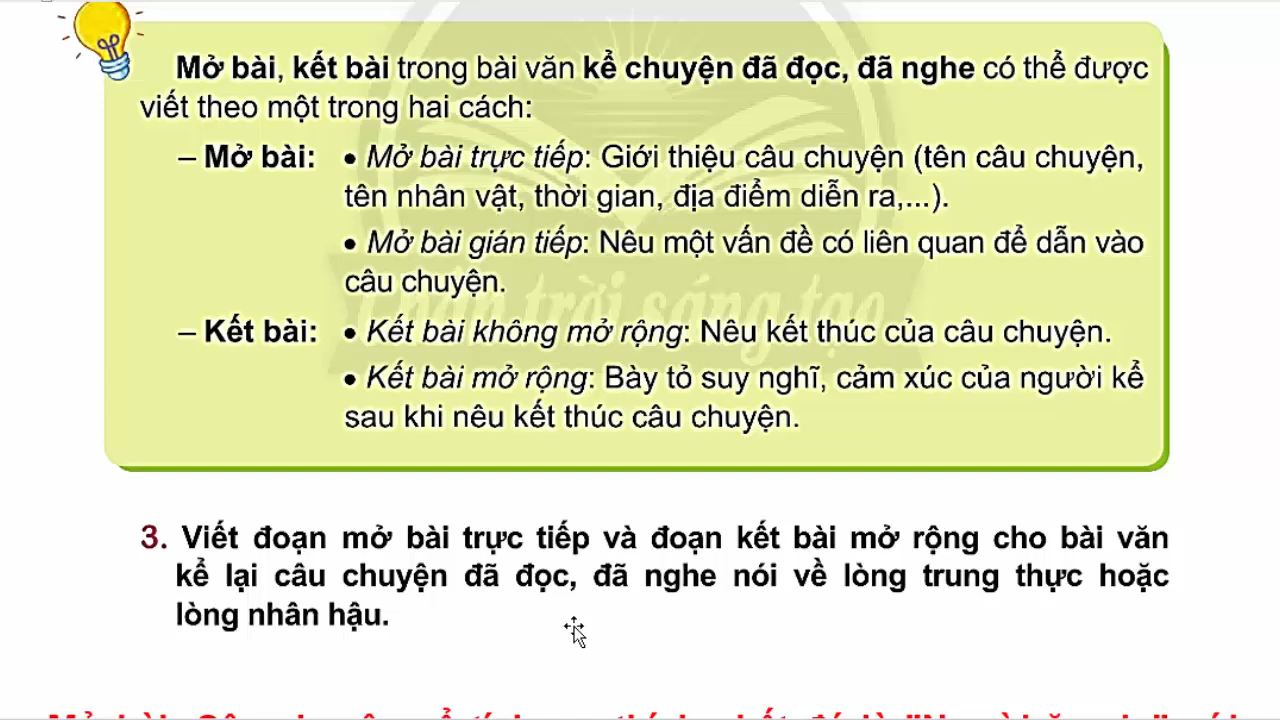 Mở bài, kết bài trong bài văn kể chuyện đã đọc, đã nghe có thể được
viết theo một trong hai cách:
– Mở bài: • Mở bài trực tiếp: Giới thiệu câu chuyện (tên câu chuyện,
tên nhân vật, thời gian, địa điểm diễn ra,...).
• Mở bài gián tiếp: Nêu một vấn đề có liên quan để dẫn vào
câu chuyện.
– Kết bài: • Kết bài không mở rộng: Nêu kết thúc của câu chuyện.
• Kết bài mở rộng: Bày tỏ suy nghĩ, cảm xúc của người kể
sau khi nêu kết thúc câu chuyện.
Chân trời sáng tạo
3. Viết đoạn mở bài trực tiếp và đoạn kết bài mở rộng cho bài văn
kể lại câu chuyện đã đọc, đã nghe nói về lòng trung thực hoặc
lòng nhân hậu.